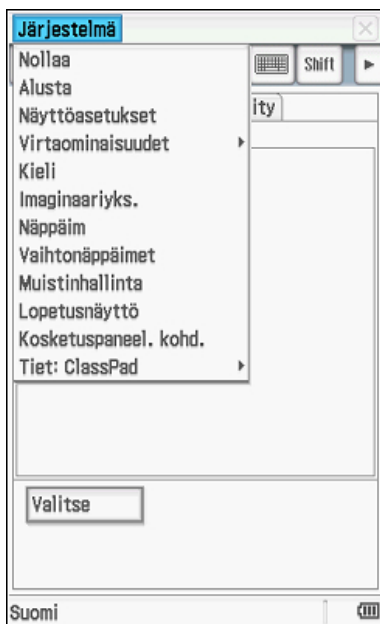 Järjestelmä
Shift
ity
Nollaa
Alusta
Näyttöasetukset
Virtaominaisuudet
Kieli
Imaginaariyks.
Näppäim
Vaihtonäppäimet
Muistinhallinta
Lopetusnäyttö
Kosketuspaneel. kohd.
Tiet: ClassPad
Valitse
Suomi